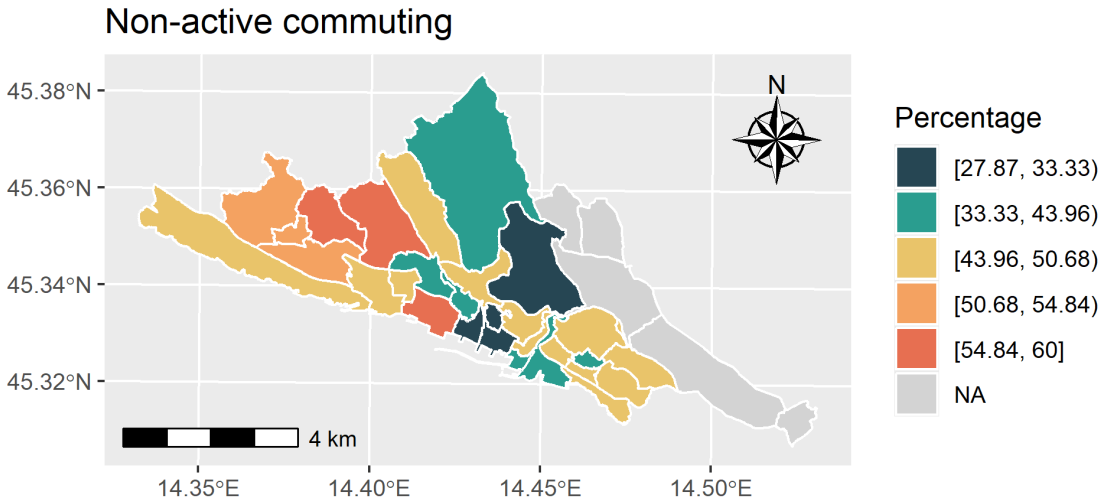 Non-active commuting
45.38°N
45.36°N
45.34°N
45.32°N
14.35°E
14.40°E
14.45°E
14.50°E
N
4 km
Percentage
[27.87, 33.33)
[33.33, 43.96)
[43.96, 50.68)
[50.68, 54.84)
[54.84, 60]
NA